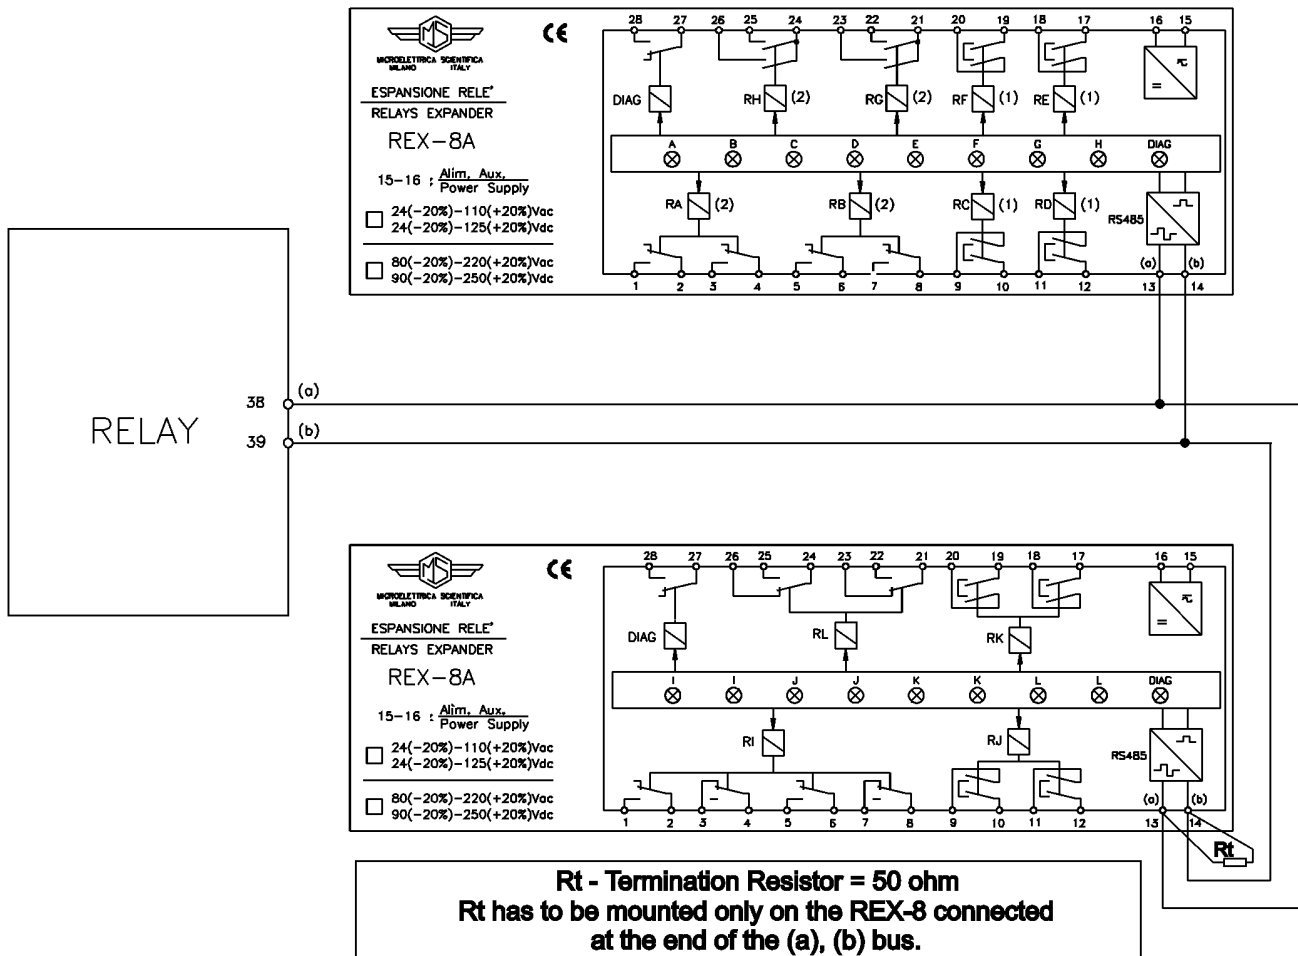 28 27 26 25 24 23 22 21 20 19 18 17 16 15
MS
MICROELETTRICA SCIENTIFICA
MILANO ITALY
CE
ESPANSIONE RELE'
RELAYS EXPANDER
REX-8A
15-16 : Alim. Aux.
Power Supply
24(-20%)-110(+20%)Vac
24(-20%)-125(+20%)Vdc
80(-20%)-220(+20%)Vac
90(-20%)-250(+20%)Vdc
DIAG RH (2) RG (2) RF (1) RE (1)
A B C D E F G H DIAG
RA (2) RB (2) RC (1) RD (1) RS485
(a) (b)
1 2 3 4 5 6 7 8 9 10 11 12 13 14
RELAY
38 (a)
39 (b)
28 27 26 25 24 23 22 21 20 19 18 17 16 15
MS
MICROELETTRICA SCIENTIFICA
MILANO ITALY
CE
ESPANSIONE RELE'
RELAYS EXPANDER
REX-8A
15-16 : Alim. Aux.
Power Supply
24(-20%)-110(+20%)Vac
24(-20%)-125(+20%)Vdc
80(-20%)-220(+20%)Vac
90(-20%)-250(+20%)Vdc
DIAG RL RK
I I J J K K L L DIAG
RI RJ RS485
(a) (b)
1 2 3 4 5 6 7 8 9 10 11 12 13 14
Rt
Rt - Termination Resistor = 50 ohm
Rt has to be mounted only on the REX-8 connected
at the end of the (a), (b) bus.